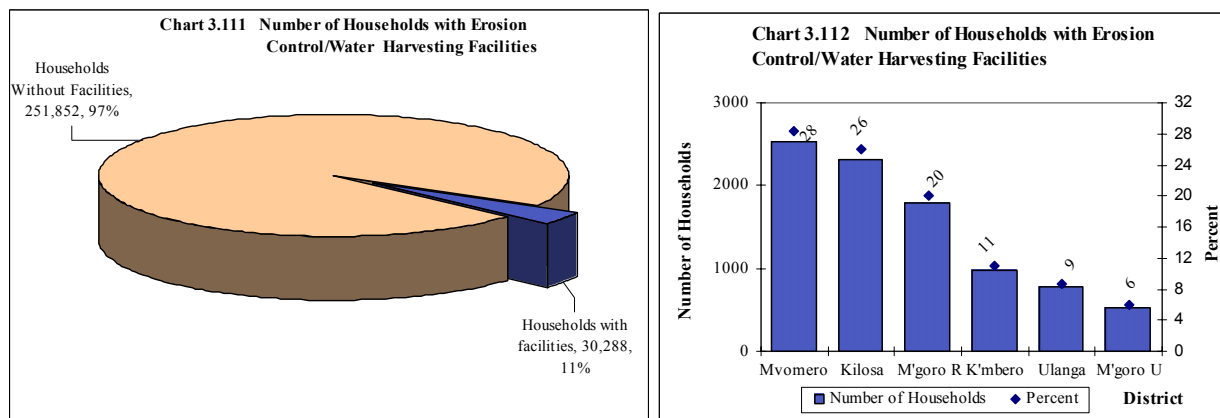 Chart 3.111 Number of Households with Erosion
Control/Water Harvesting Facilities
Households
Without Facilities,
251,852, 97%
Households with
facilities, 30,288,
11%
Chart 3.112 Number of Households with Erosion
Control/Water Harvesting Facilities
Number of Households
3000
2000
1000
0
28
26
20
11
9
6
32
28
24
20
16
12
8
4
0
Percent
Mvomero Kilosa M'goro R K'mbero Ulanga M'goro U
Number of Households Percent
District